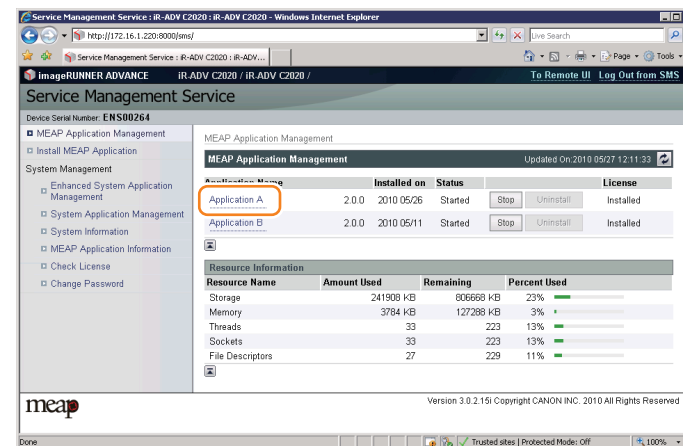 Service Management Service : iR-ADV C2020 : iR-ADV C2020 - Windows Internet Explorer
http://172.16.1.220:8000/sms/
Live Search
Service Management Service : iR-ADV C2020 : iR-ADV...
Page
Tools
imageRUNNER ADVANCE iR-ADV C2020 / iR-ADV C2020 /
To Remote UI Log Out from SMS
Service Management Service
Device Serial Number: ENS00264
MEAP Application Management
Install MEAP Application
System Management
Enhanced System Application
Management
System Application Management
System Information
MEAP Application Information
Check License
Change Password
MEAP Application Management
MEAP Application Management Updated On:2010 05/27 12:11:33
Application Name Installed on Status License
Application A 2.0.0 2010 05/26 Started Stop Uninstall Installed
Application B 2.0.0 2010 05/11 Started Stop Uninstall Installed
Resource Information
Resource Name Amount Used Remaining Percent Used
Storage 241908 KB 806668 KB 23%
Memory 3784 KB 127288 KB 3%
Threads 33 223 13%
Sockets 33 223 13%
File Descriptors 27 229 11%
meap
Version 3.0.2.15i Copyright CANON INC. 2010 All Rights Reserved
Done
Trusted sites | Protected Mode: Off
100%